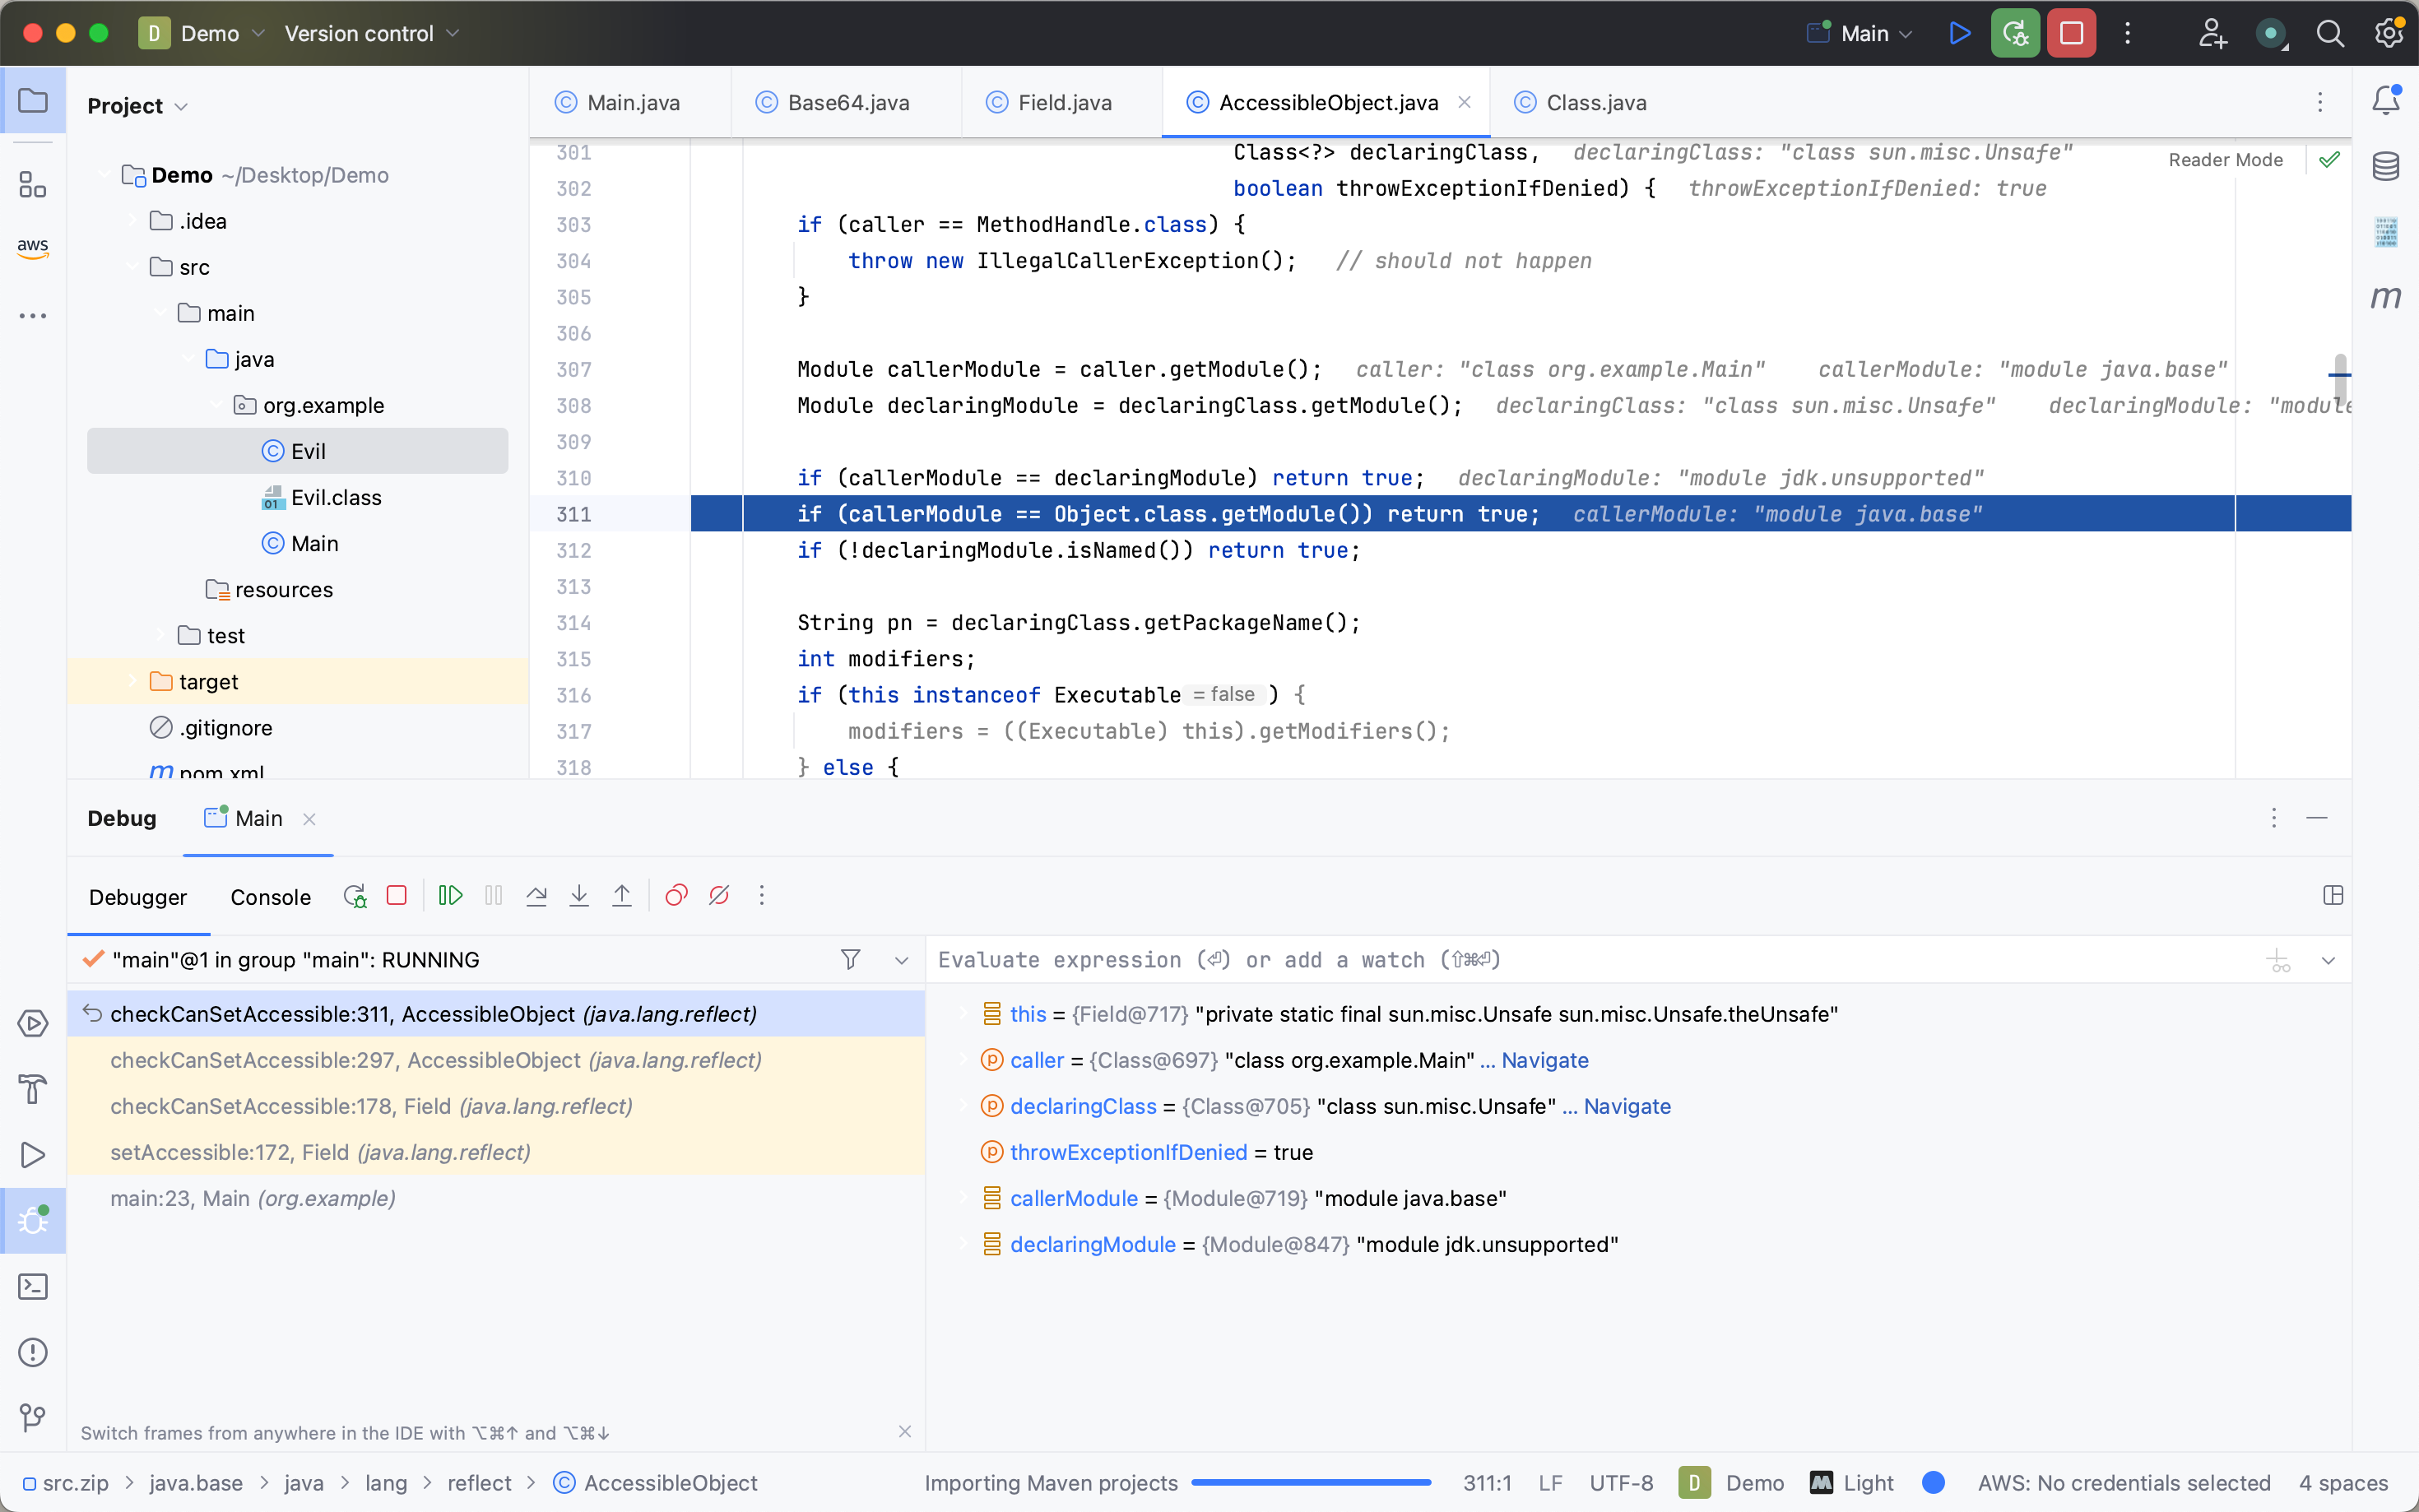 D Demo Version control Main
Project
Main.java Base64.java Field.java AccessibleObject.java Class.java
aws
Demo ~/Desktop/Demo
.idea
src
main
java
org.example
Evil
Evil.class
Main
resources
test
target
.gitignore
pom.xml
Reader Mode
301 Class<?> declaringClass, declaringClass: "class sun.misc.Unsafe"
302 boolean throwExceptionIfDenied) { throwExceptionIfDenied: true
303 if (caller == MethodHandle.class) {
304 throw new IllegalCallerException(); // should not happen
305 }
306
307 Module callerModule = caller.getModule(); caller: "class org.example.Main" callerModule: "module java.base"
308 Module declaringModule = declaringClass.getModule(); declaringClass: "class sun.misc.Unsafe" declaringModule: "module
309
310 if (callerModule == declaringModule) return true; declaringModule: "module jdk.unsupported"
311 if (callerModule == Object.class.getModule()) return true; callerModule: "module java.base"
312 if (!declaringModule.isNamed()) return true;
313
314 String pn = declaringClass.getPackageName();
315 int modifiers;
316 if (this instanceof Executable = false ) {
317 modifiers = ((Executable) this).getModifiers();
318 } else {
Debug Main
Debugger Console
"main"@1 in group "main": RUNNING
checkCanSetAccessible:311, AccessibleObject (java.lang.reflect)
checkCanSetAccessible:297, AccessibleObject (java.lang.reflect)
checkCanSetAccessible:178, Field (java.lang.reflect)
setAccessible:172, Field (java.lang.reflect)
main:23, Main (org.example)
Switch frames from anywhere in the IDE with ⌥⌘↑ and ⌥⌘↓
Evaluate expression (⏎) or add a watch (⇧⌘⏎)
this = {Field@717} "private static final sun.misc.Unsafe sun.misc.Unsafe.theUnsafe"
caller = {Class@697} "class org.example.Main" ... Navigate
declaringClass = {Class@705} "class sun.misc.Unsafe" ... Navigate
throwExceptionIfDenied = true
callerModule = {Module@719} "module java.base"
declaringModule = {Module@847} "module jdk.unsupported"
src.zip > java.base > java > lang > reflect > AccessibleObject Importing Maven projects 311:1 LF UTF-8 D Demo Light AWS: No credentials selected 4 spaces